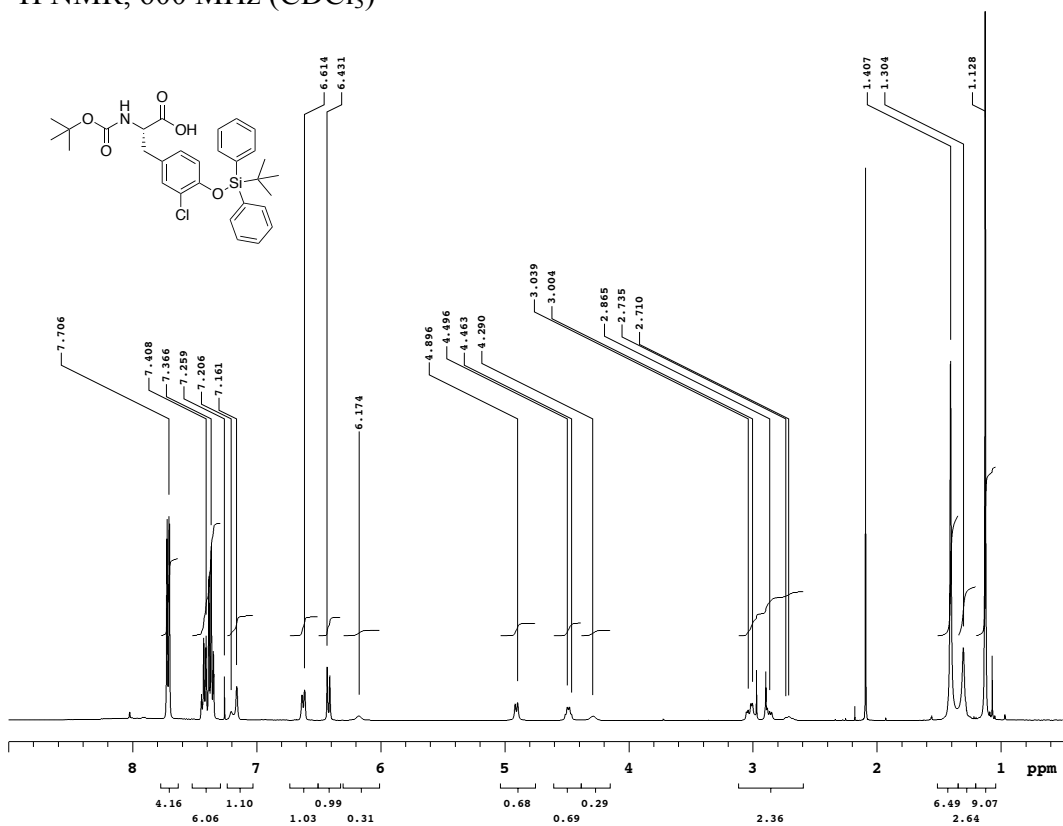 ¹H NMR, 600 MHz (CDCl₃)
6.614
6.431
1.407
1.304
1.128
O
H
N
O
OH
O
Si
O
Cl
3.039
3.004
2.865
2.735
2.710
4.896
4.496
4.463
4.290
7.706
7.408
7.366
7.259
7.206
7.161
6.174
8 7 6 5 4 3 2 1 ppm
4.16 1.10 0.99 0.68 0.29 6.49 9.07
6.06 1.03 0.31 0.69 2.36 2.64